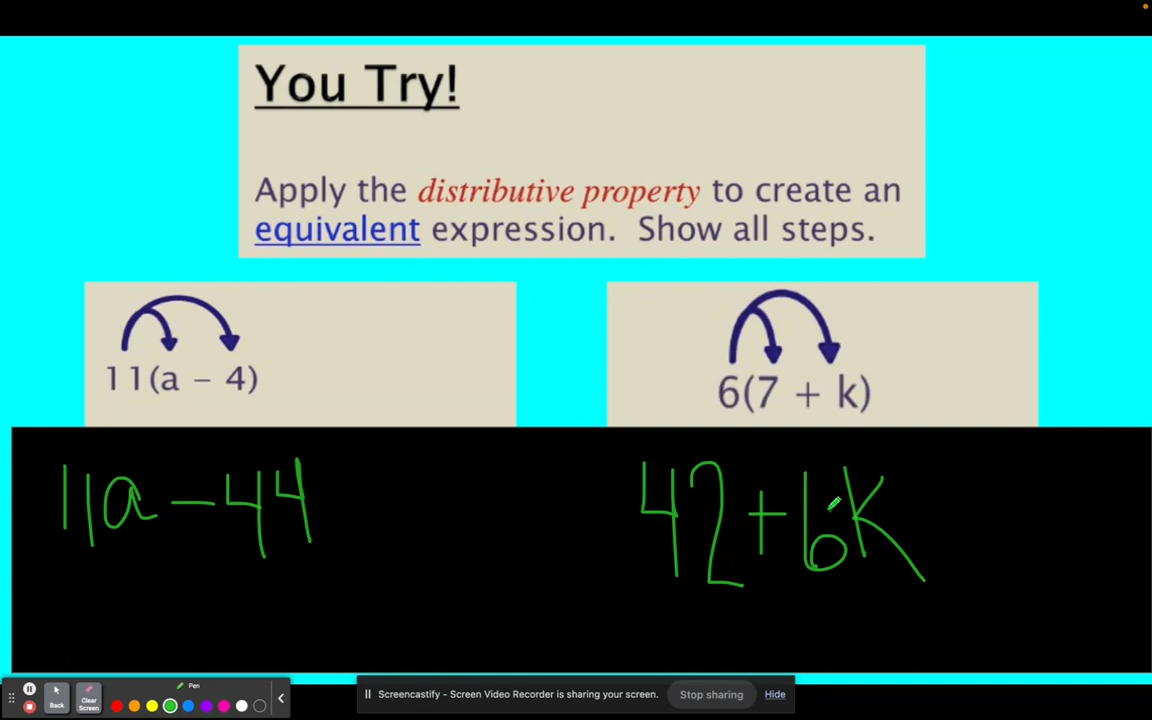 You Try!
Apply the distributive property to create an
equivalent expression. Show all steps.
11(a – 4)
6(7 + k)
11a - 44
42 + 6K
Pen
Back
Clear
Screen
Screencastify - Screen Video Recorder is sharing your screen.
Stop sharing
Hide